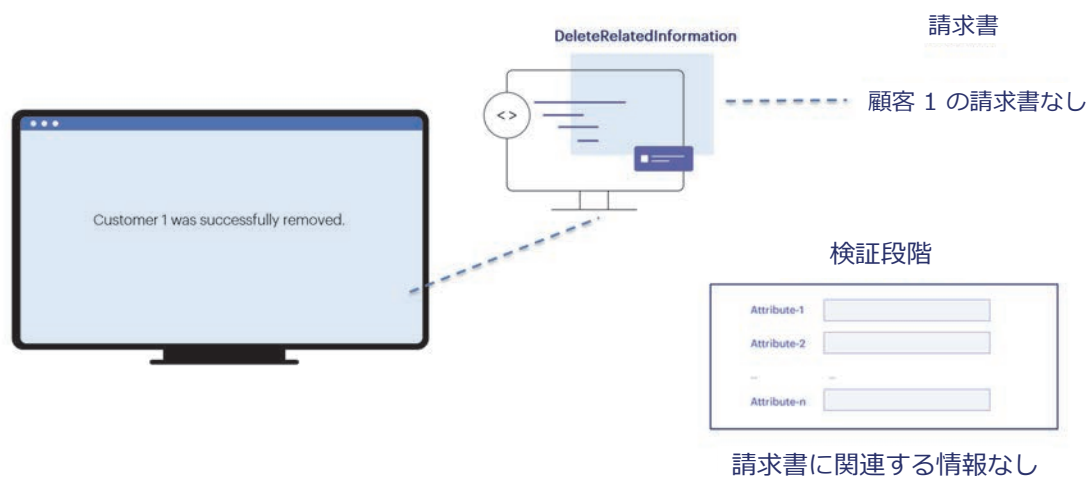 DeleteRelatedInformation
請求書
顧客 1 の請求書なし
<>
Customer 1 was successfully removed.
検証段階
Attribute-1
Attribute-2
... ...
Attribute-n
請求書に関連する情報なし